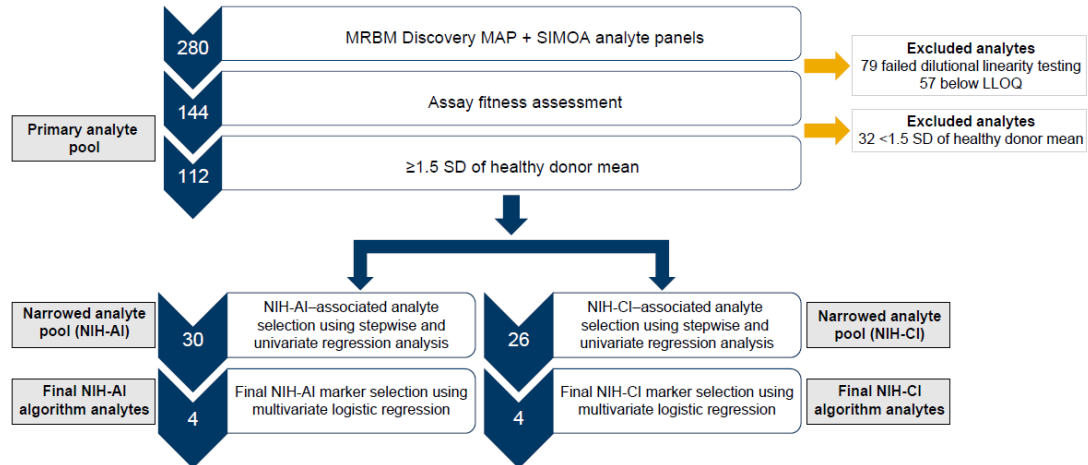 280
MRBM Discovery MAP + SIMOA analyte panels
Excluded analytes
79 failed dilutional linearity testing
57 below LLOQ
144
Assay fitness assessment
Excluded analytes
32 <1.5 SD of healthy donor mean
Primary analyte
pool
112
≥1.5 SD of healthy donor mean
Narrowed analyte
pool (NIH-AI)
30
NIH-AI–associated analyte
selection using stepwise and
univariate regression analysis
26
NIH-CI–associated analyte
selection using stepwise and
univariate regression analysis
Narrowed analyte
pool (NIH-CI)
Final NIH-AI
algorithm analytes
4
Final NIH-AI marker selection using
multivariate logistic regression
4
Final NIH-CI marker selection using
multivariate logistic regression
Final NIH-CI
algorithm analytes